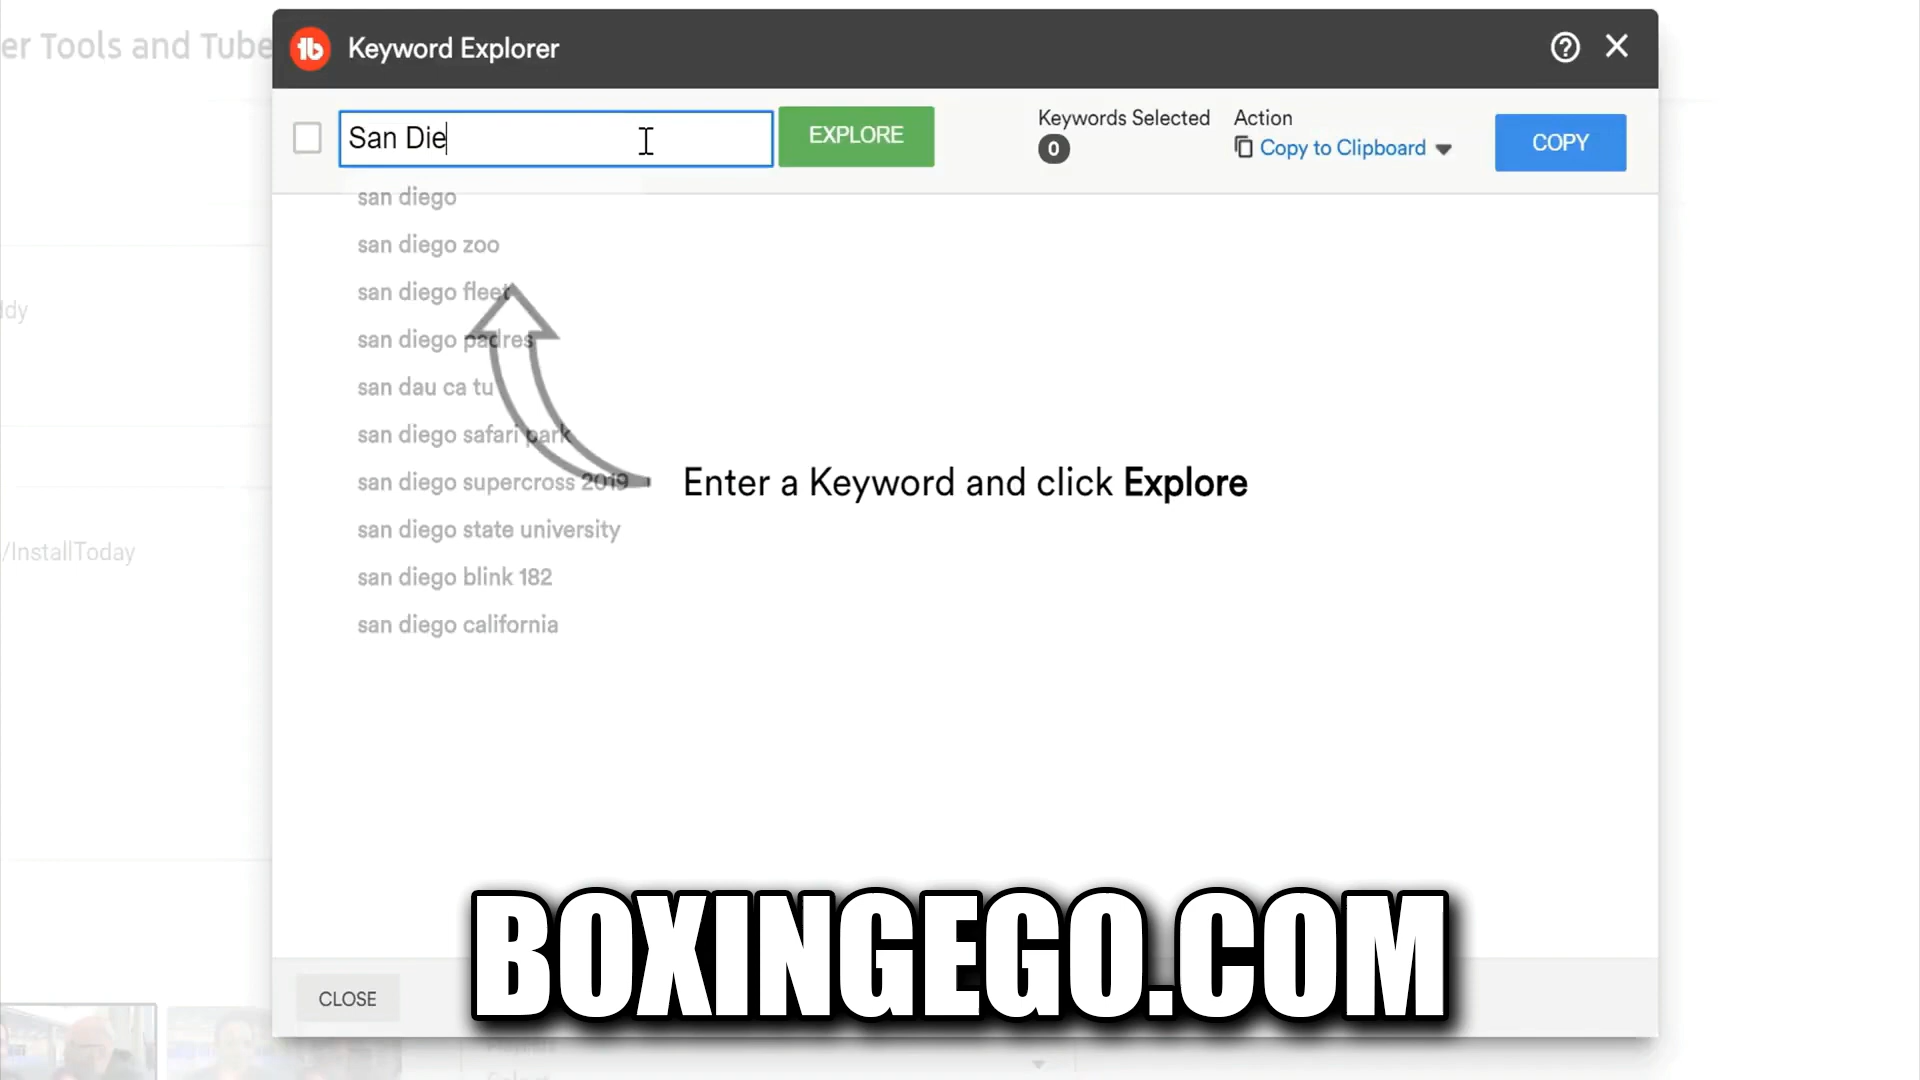 er Tools and Tube
Keyword Explorer
San Die
EXPLORE
Keywords Selected
0
Action
Copy to Clipboard
COPY
san diego
san diego zoo
san diego fleet
san diego padres
san dau ca tu
san diego safari park
san diego supercross 2019
san diego state university
san diego blink 182
san diego california
Enter a Keyword and click Explore
ddy
/InstallToday
CLOSE
BOXINGEGO.COM